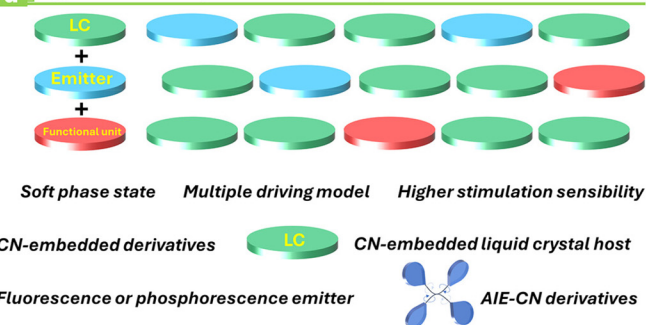 LC
+
Emitter
+
Functional unit
Soft phase state Multiple driving model Higher stimulation sensibility
CN-embedded derivatives LC CN-embedded liquid crystal host
Fluorescence or phosphorescence emitter AIE-CN derivatives